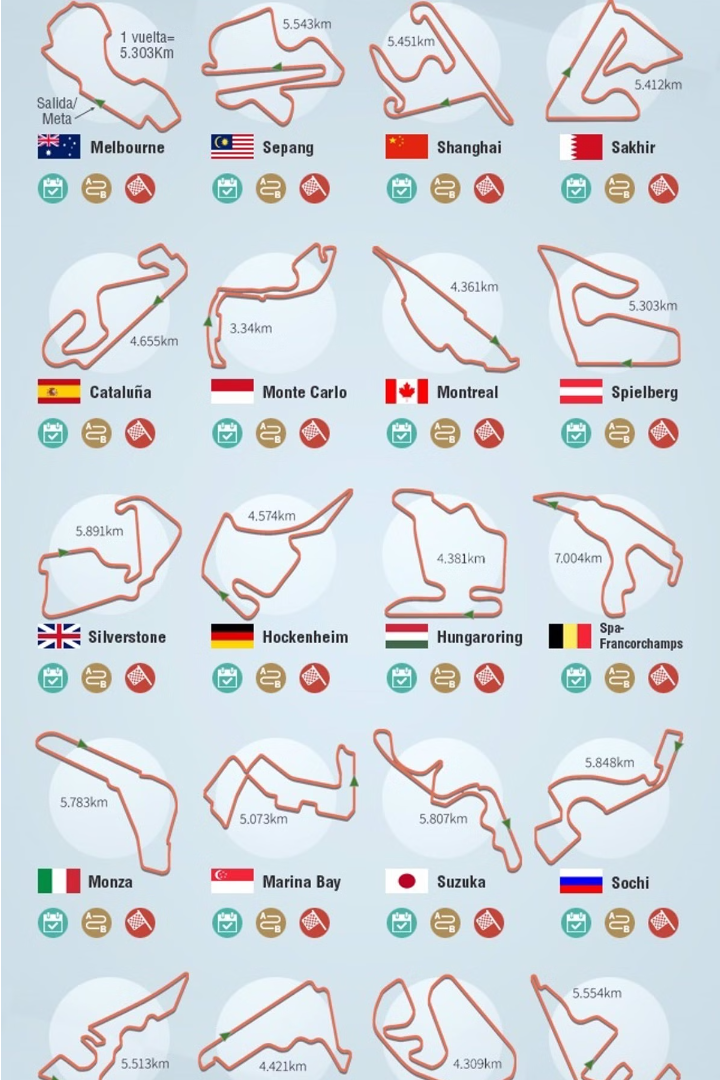 1 vuelta=
5.303Km
Salida/
Meta
5.543km
5.451km
5.412km
Melbourne
Sepang
Shanghai
Sakhir
A
B
A
B
A
B
A
B
4.655km
3.34km
4.361km
5.303km
Cataluña
Monte Carlo
Montreal
Spielberg
A
B
A
B
A
B
A
B
5.891km
4.574km
4.381km
7.004km
Silverstone
Hockenheim
Hungaroring
Spa-
Francorchamps
A
B
A
B
A
B
A
B
5.783km
5.073km
5.807km
5.848km
Monza
Marina Bay
Suzuka
Sochi
A
B
A
B
A
B
A
B
5.513km
4.421km
4.309km
5.554km